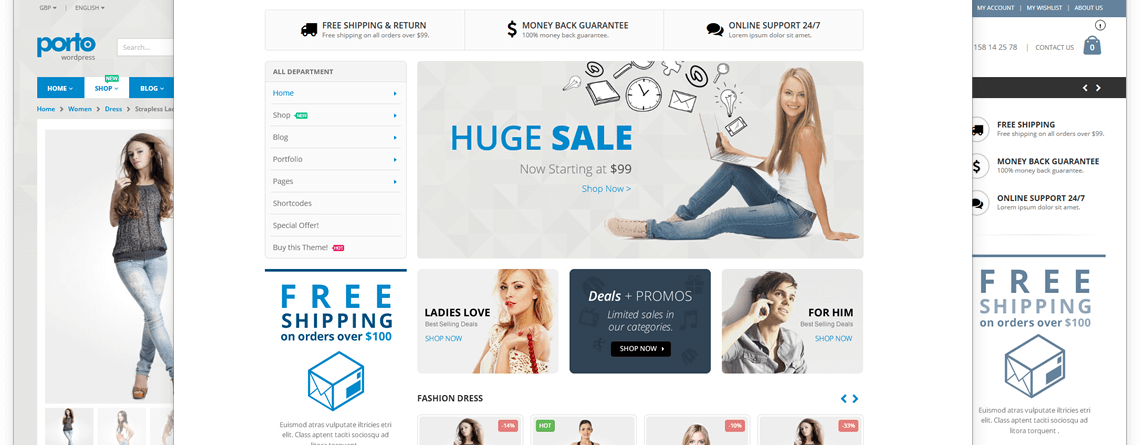 GBP
ENGLISH
porto
wordpress
Search...
HOME
SHOP
NEW
BLOG
Home > Women > Dress > Strapless
FREE SHIPPING & RETURN
Free shipping on all orders over $99.
MONEY BACK GUARANTEE
100% money back guarantee.
ONLINE SUPPORT 24/7
Lorem ipsum dolor sit amet.
ALL DEPARTMENT
Home
Shop NEW
Blog
Portfolio
Pages
Shortcodes
Special Offer!
Buy this Theme! HOT
HUGE SALE
Now Starting at $99
Shop Now >
FREE
SHIPPING
on orders over $100
Euismod atras vulputate iltricies etri
elit. Class aptent taciti sociosqu ad
litora torquent
LADIES LOVE
Best Selling Deals
SHOP NOW
Deals + PROMOS
Limited sales in
our categories.
SHOP NOW
FOR HIM
Best Selling Deals
SHOP NOW
FASHION DRESS
-14%
HOT
-10%
-33%
MY ACCOUNT | MY WISHLIST | ABOUT US
158 14 25 78 | CONTACT US
0
FREE SHIPPING
Free shipping on all orders over $99.
MONEY BACK GUARANTEE
100% money back guarantee.
ONLINE SUPPORT 24/7
Lorem ipsum dolor sit amet.
FREE
SHIPPING
on orders over $100
Euismod atras vulputate iltricies etri
elit. Class aptent taciti sociosqu ad
litora torquent .